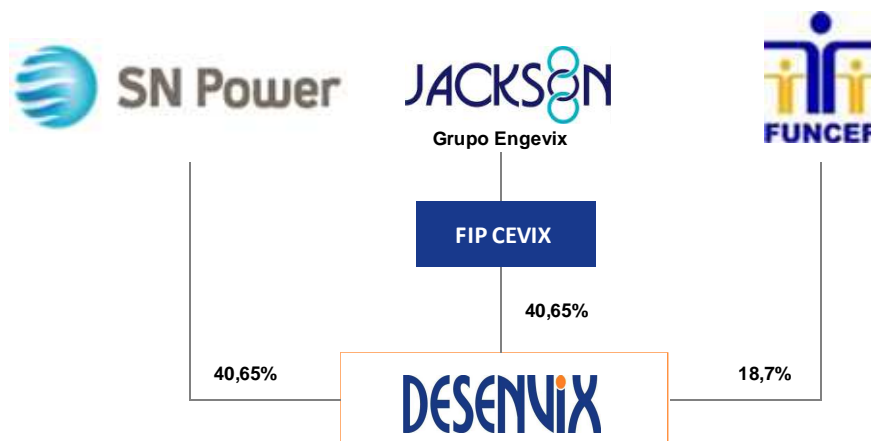 SN Power
JACKSON
Grupo Engevix
FUNCEF
FIP CEVIX
40,65%
40,65%
18,7%
DESENVIX